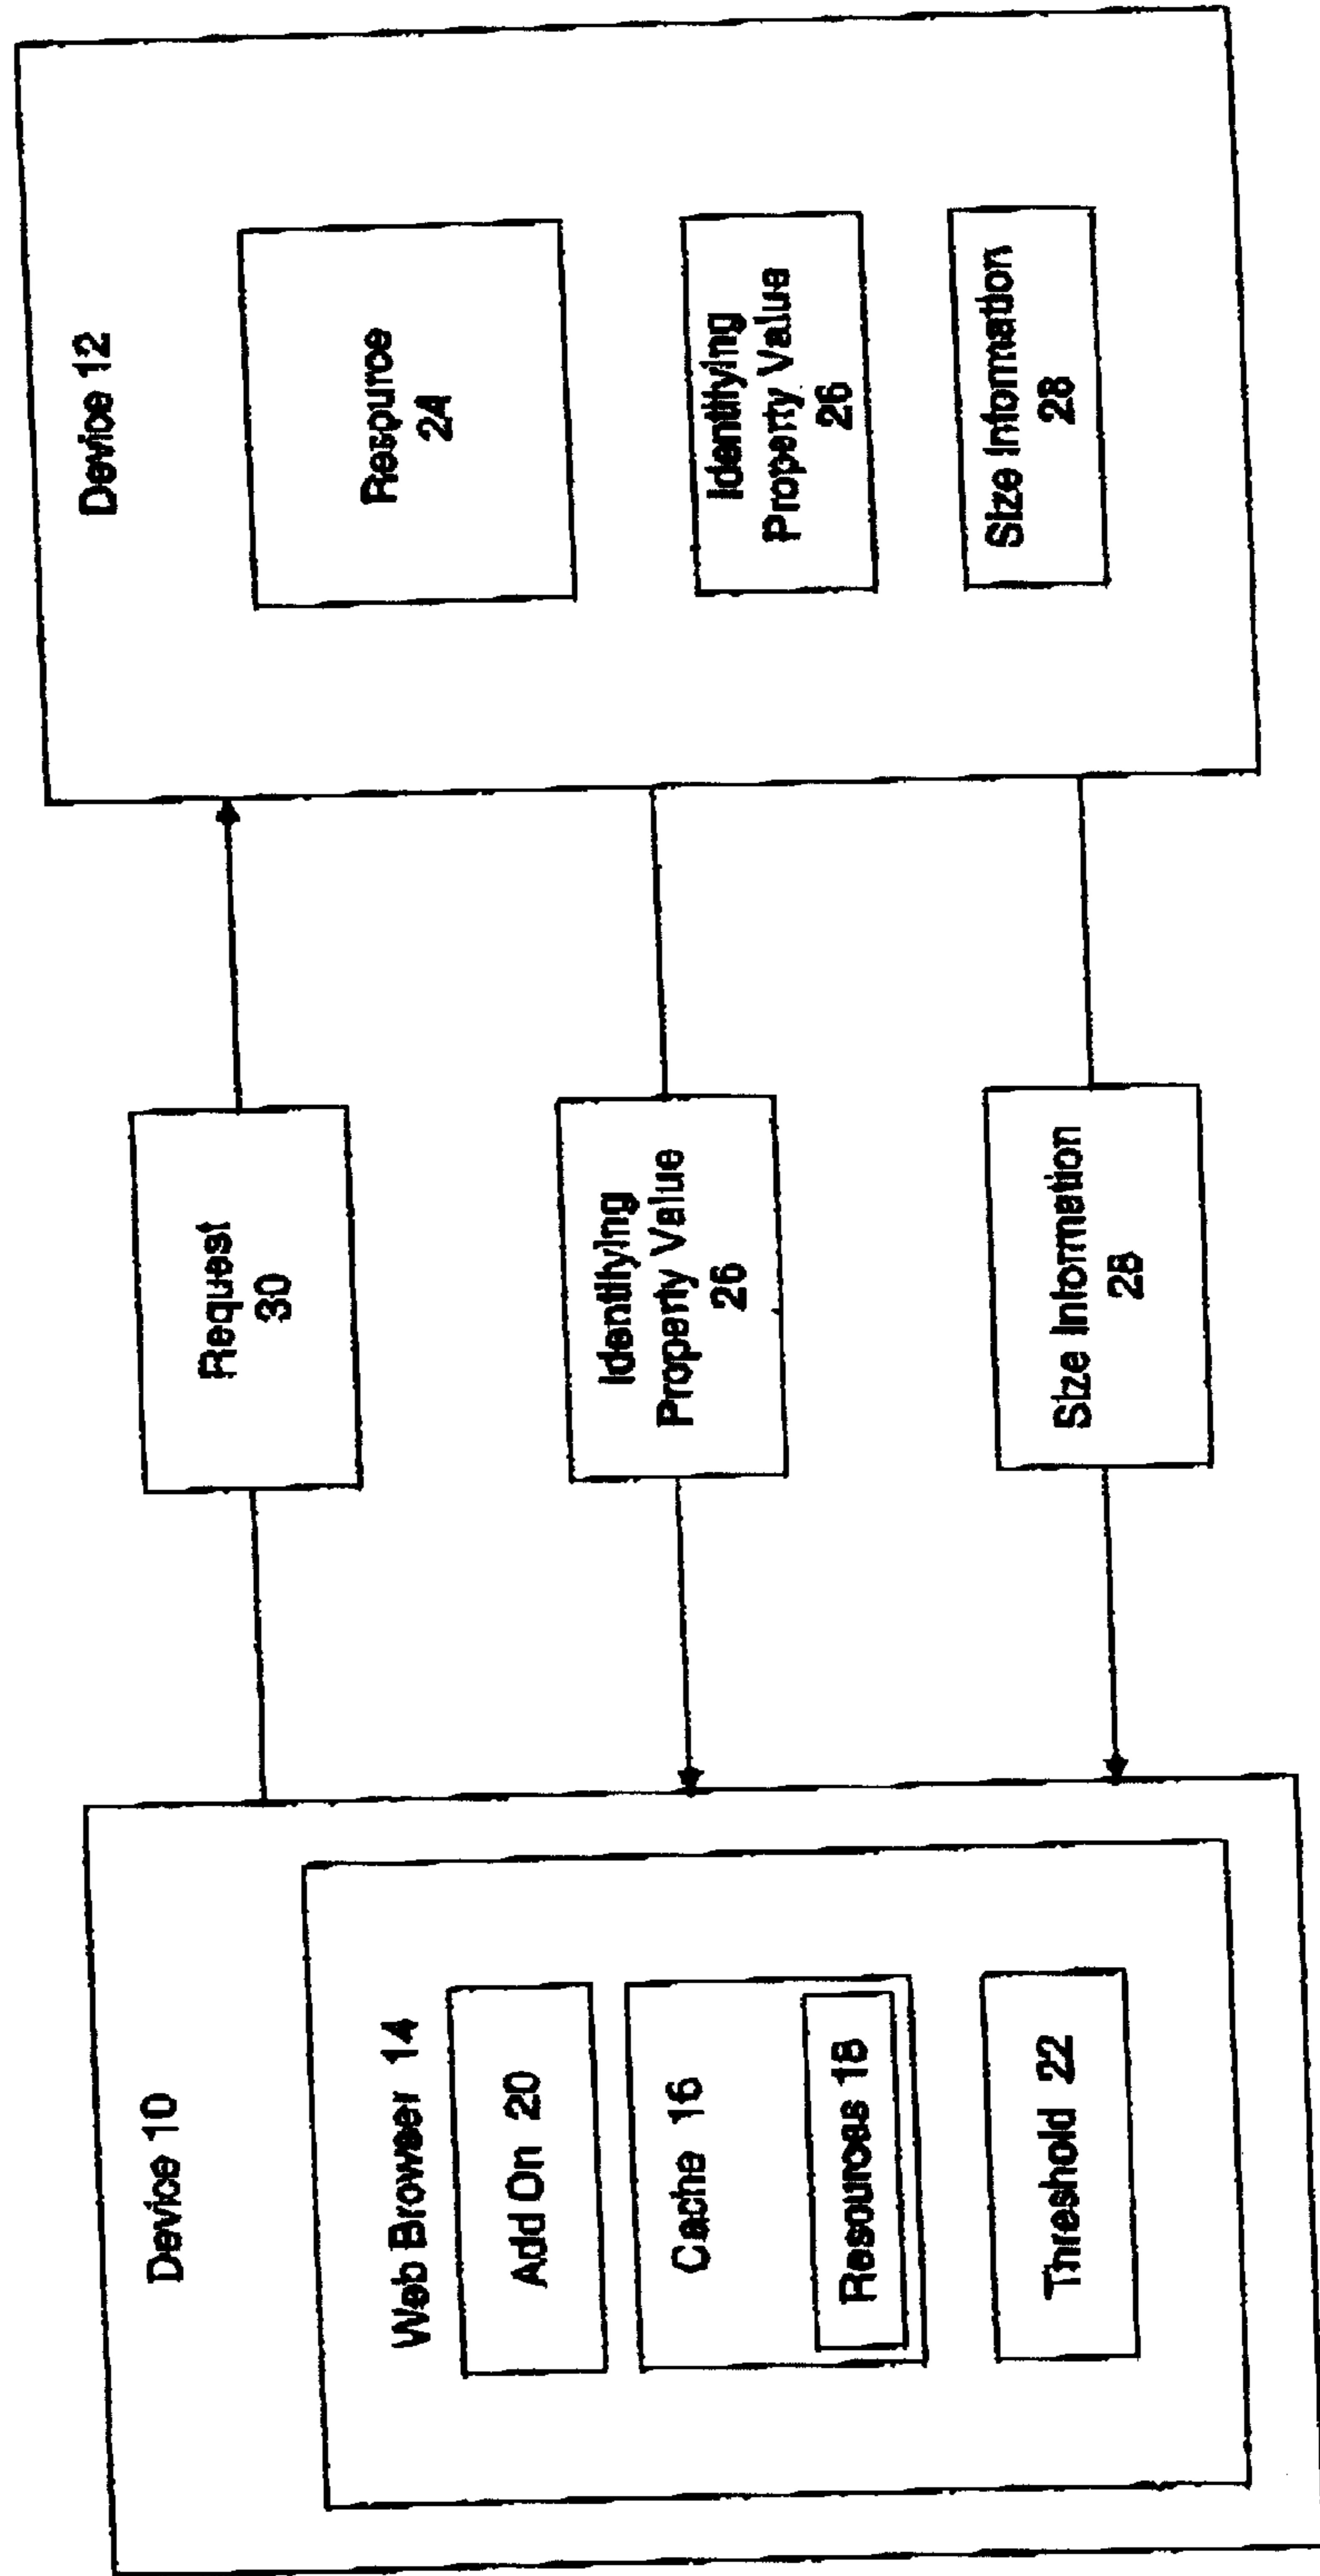 Device 10
Web Browser 14
Add On 20
Cache 16
Resources 18
Threshold 22
Request
30
Identifying
Property Value
26
Size Information
28
Device 12
Resource
24
Identifying
Property Value
26
Size Information
28